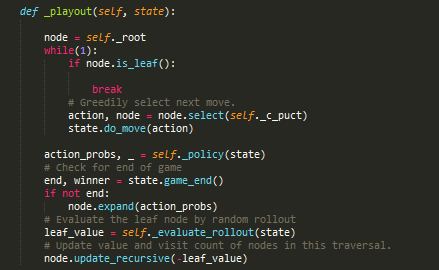 def _playout(self, state):
node = self._root
while(1):
if node.is_leaf():
break
# Greedily select next move.
action, node = node.select(self._c_puct)
state.do_move(action)
action_probs, _ = self._policy(state)
# Check for end of game
end, winner = state.game_end()
if not end:
node.expand(action_probs)
# Evaluate the leaf node by random rollout
leaf_value = self._evaluate_rollout(state)
# Update value and visit count of nodes in this traversal.
node.update_recursive(-leaf_value)